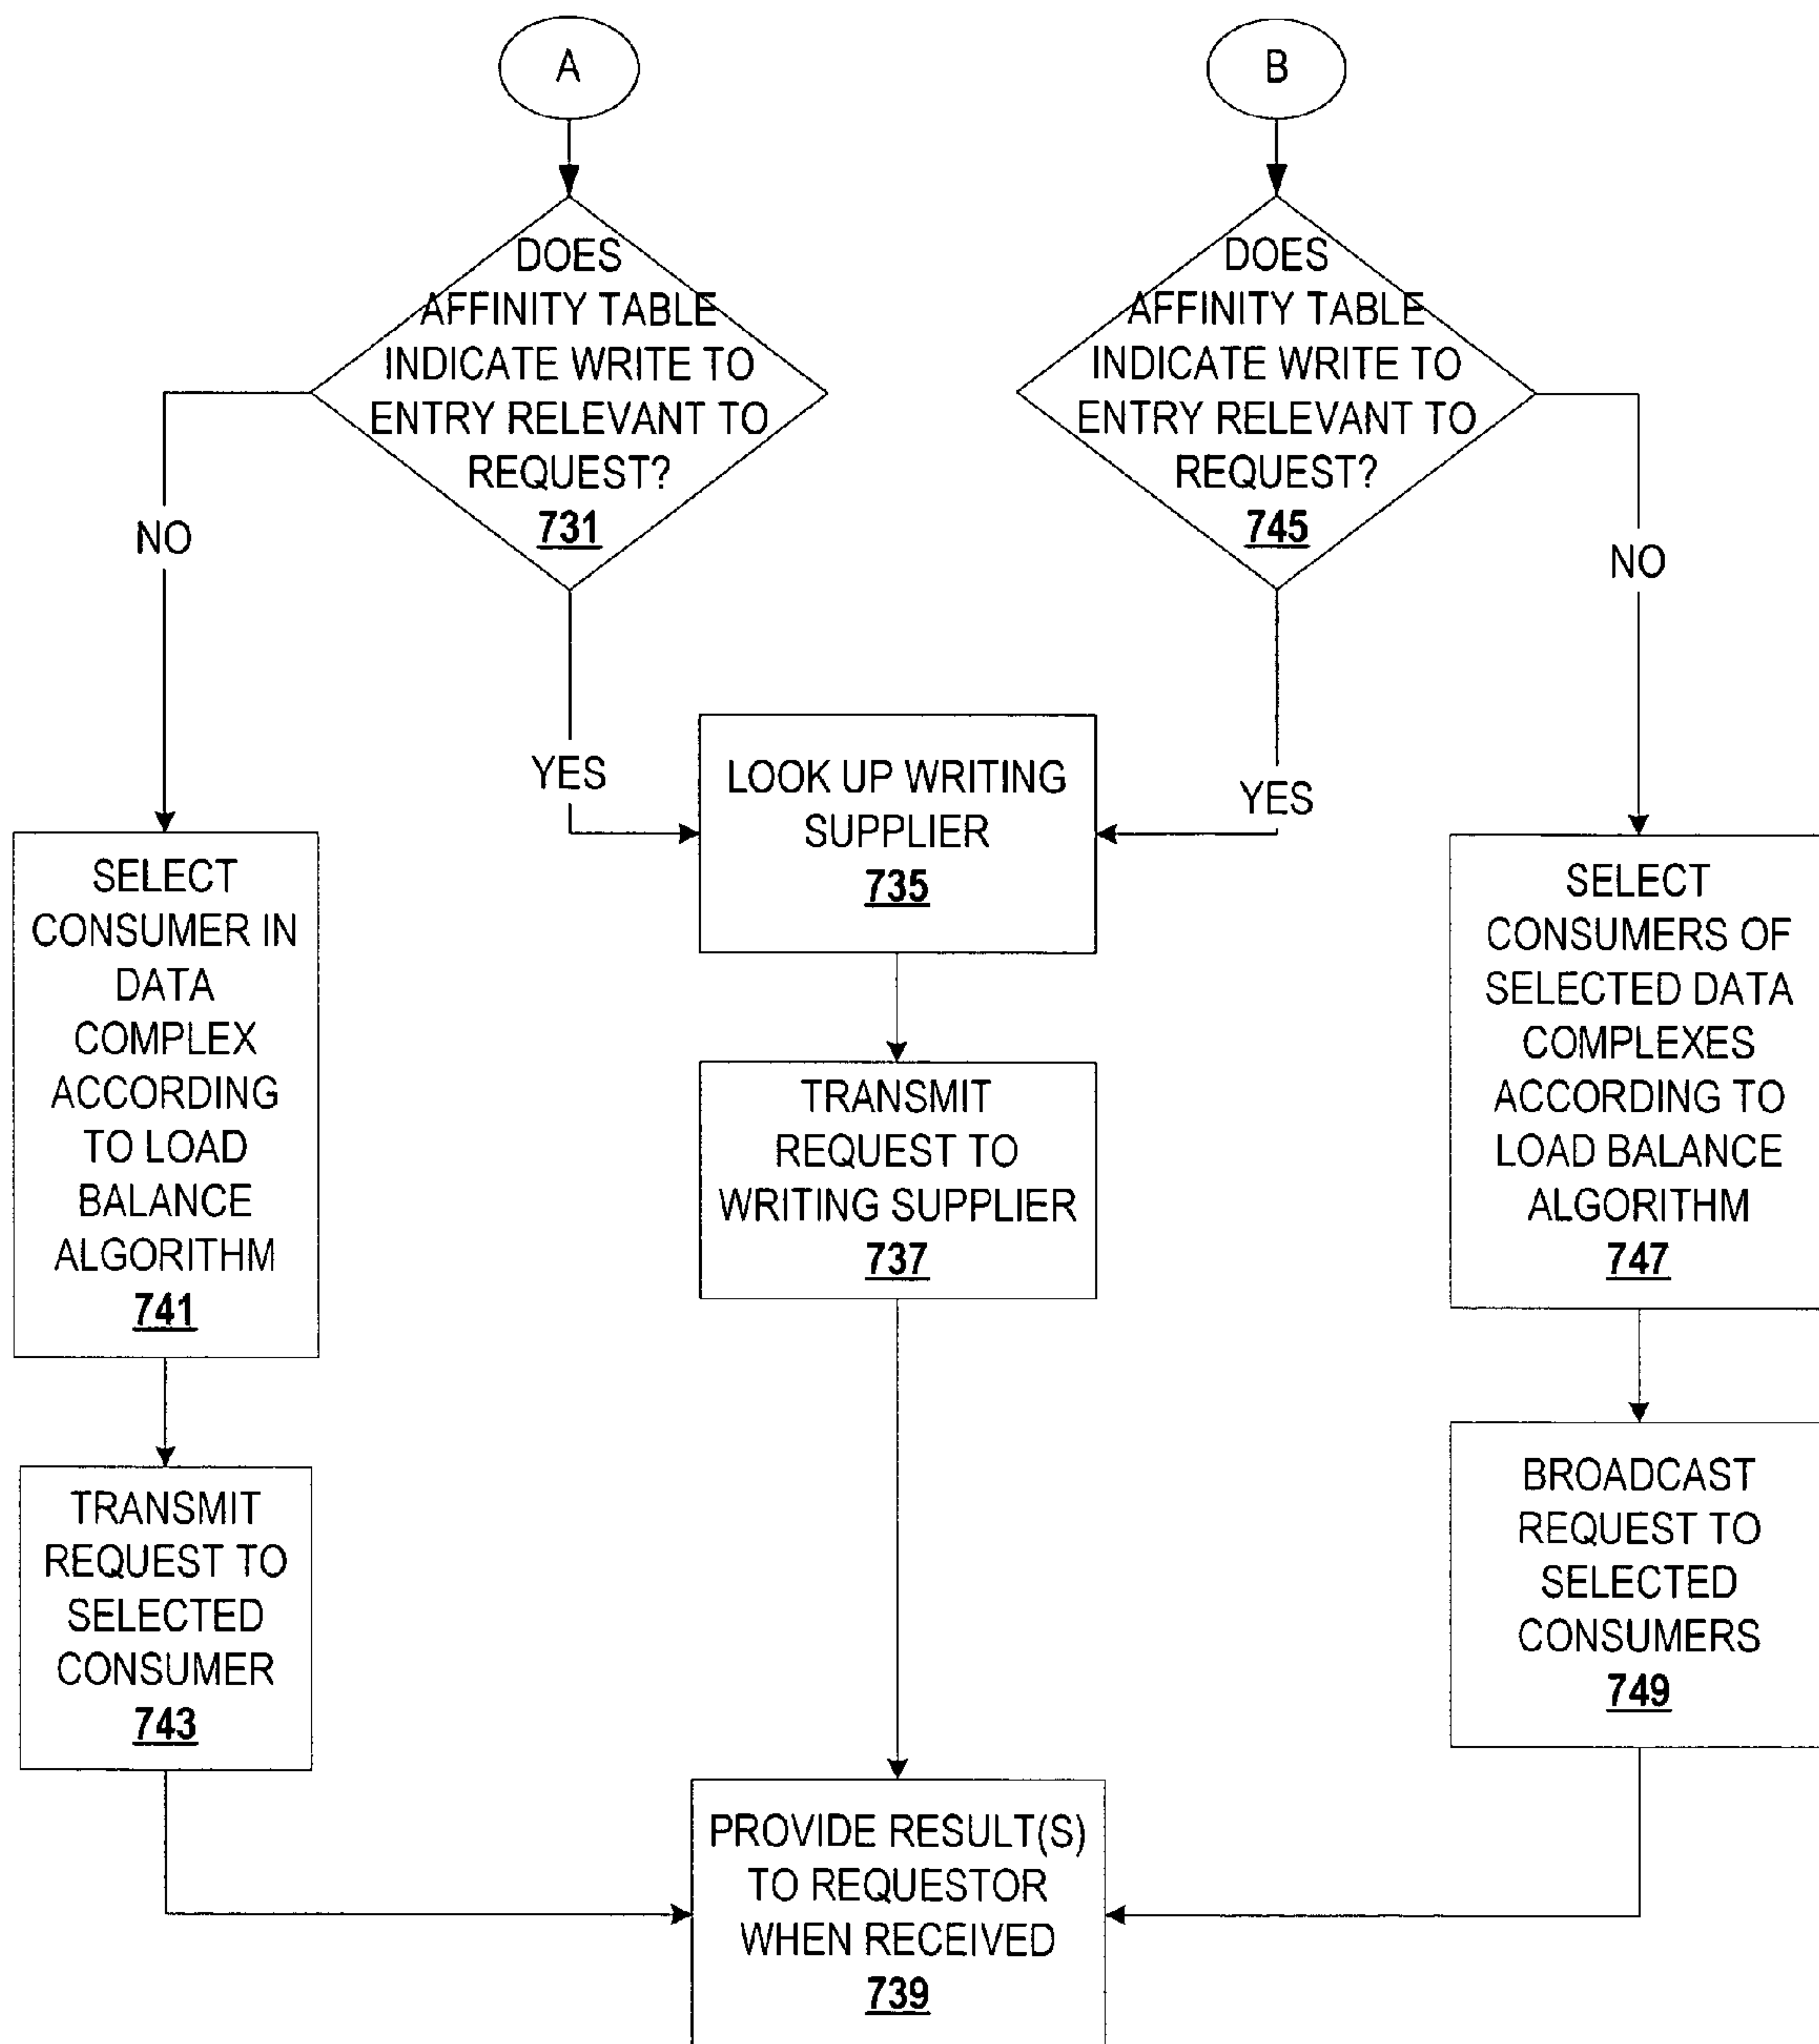 A
B
DOES
AFFINITY TABLE
INDICATE WRITE TO
ENTRY RELEVANT TO
REQUEST?
731
DOES
AFFINITY TABLE
INDICATE WRITE TO
ENTRY RELEVANT TO
REQUEST?
745
NO
NO
YES
YES
LOOK UP WRITING
SUPPLIER
735
SELECT
CONSUMER IN
DATA
COMPLEX
ACCORDING
TO LOAD
BALANCE
ALGORITHM
741
TRANSMIT
REQUEST TO
WRITING SUPPLIER
737
SELECT
CONSUMERS OF
SELECTED DATA
COMPLEXES
ACCORDING TO
LOAD BALANCE
ALGORITHM
747
TRANSMIT
REQUEST TO
SELECTED
CONSUMER
743
BROADCAST
REQUEST TO
SELECTED
CONSUMERS
749
PROVIDE RESULT(S)
TO REQUESTOR
WHEN RECEIVED
739